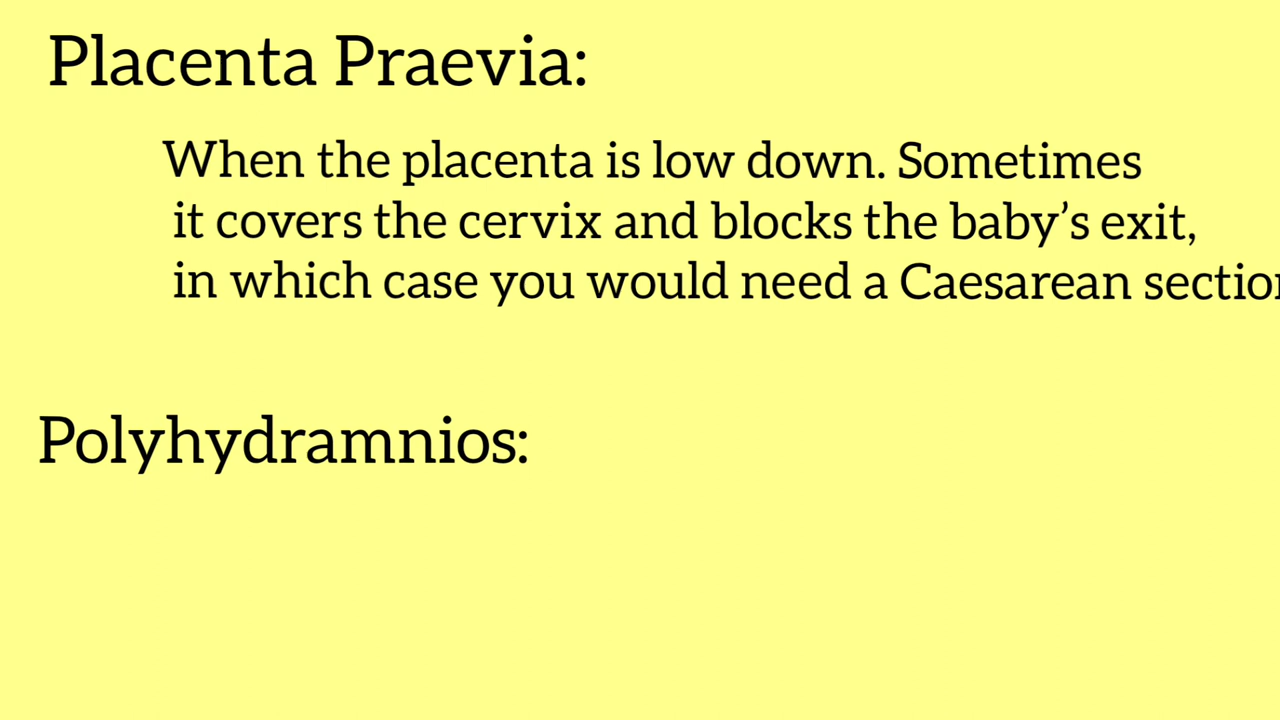 Placenta Praevia:
When the placenta is low down. Sometimes
it covers the cervix and blocks the baby’s exit,
in which case you would need a Caesarean section
Polyhydramnios: